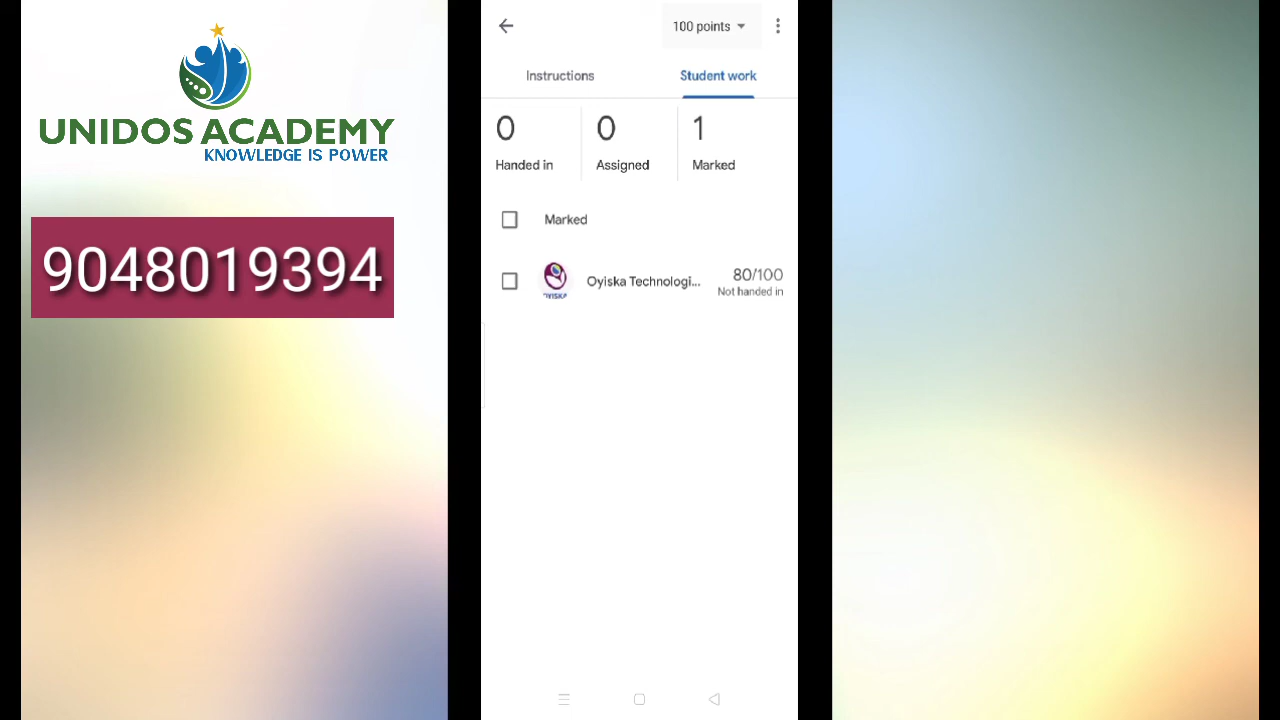 UNIDOS ACADEMY
KNOWLEDGE IS POWER
9048019394
100 points
Instructions
Student work
0
0
1
Handed in
Assigned
Marked
Marked
Oyiska Technologi...
80/100
Not handed in
OYISKA